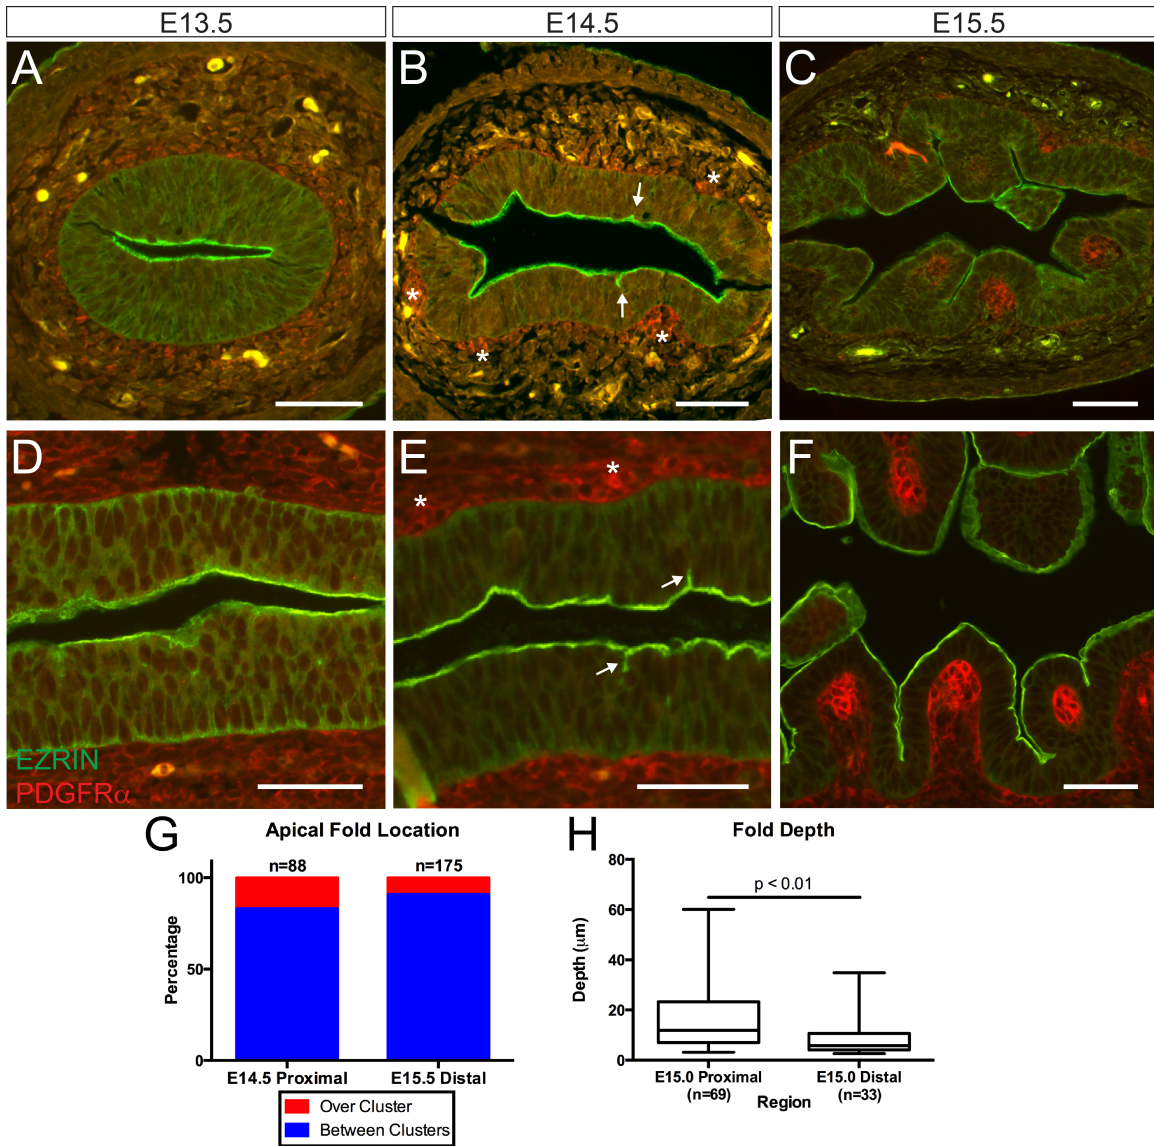 E13.5
E14.5
E15.5
A
B
C
*
*
*
*
D
E
F
*
*
EZRIN
PDGFRα
G
Apical Fold Location
n=88
n=175
100
50
0
Percentage
E14.5 Proximal
E15.5 Distal
Over Cluster
Between Clusters
H
Fold Depth
p < 0.01
80
60
40
20
0
Depth (μm)
E15.0 Proximal
(n=69)
E15.0 Distal
(n=33)
Region